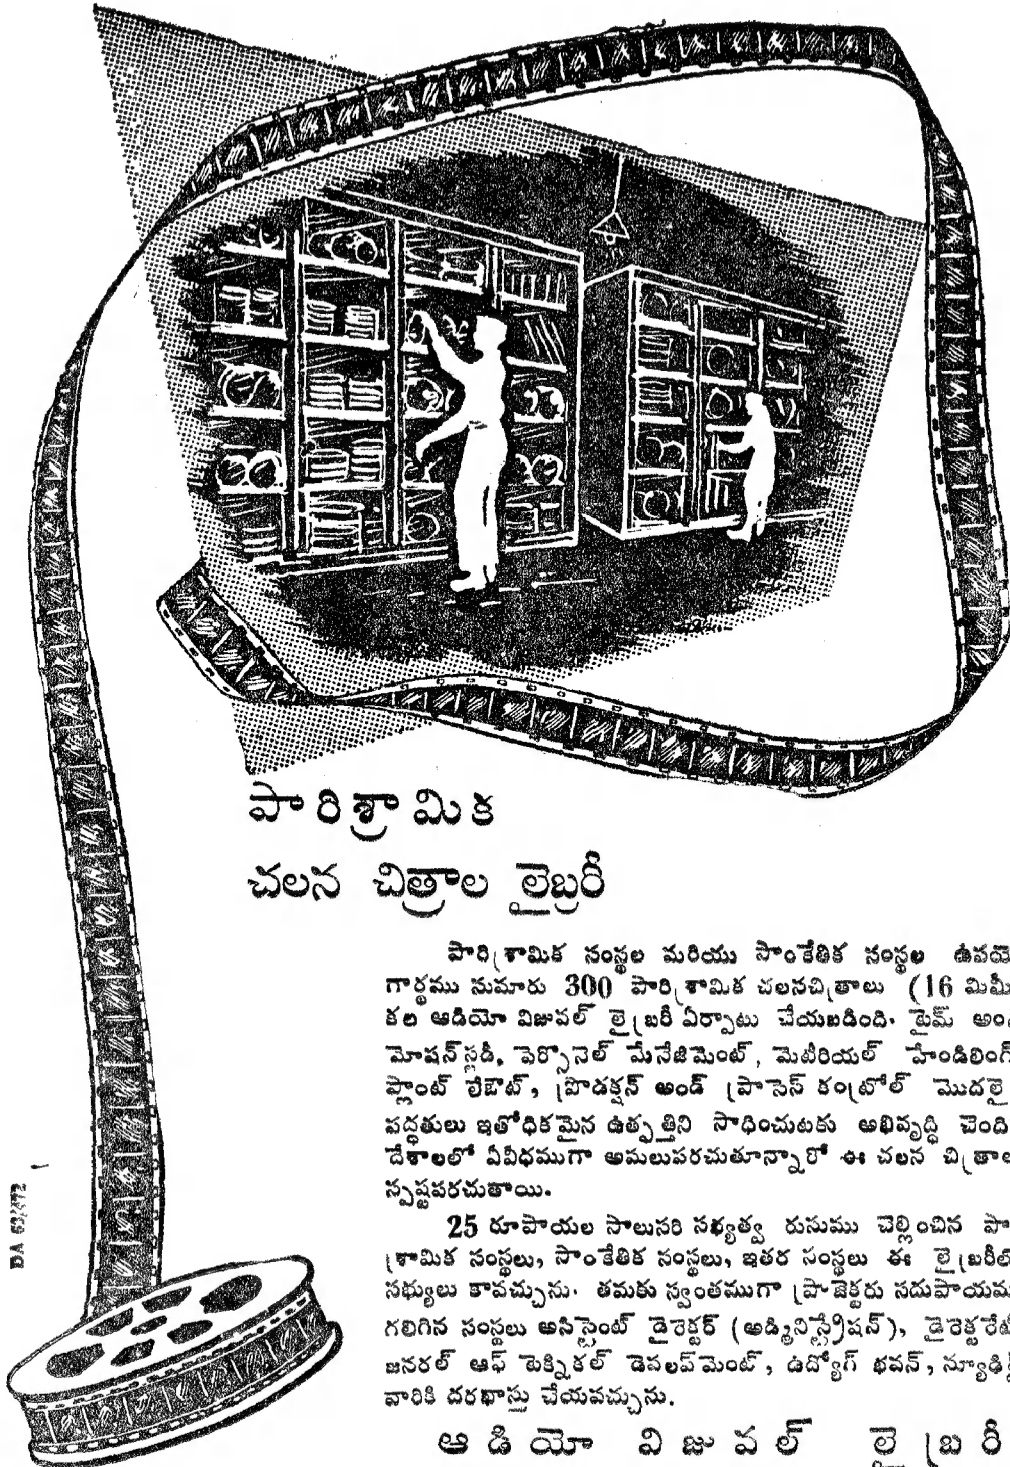 పారిశ్రామిక
చలన చిత్రాల లైబ్రరీ
పారిశ్రామిక సంస్థల మరియు సాంకేతిక సంస్థల ఉపయో
గార్థము సుమారు 300 పారిశ్రామిక చలనచిత్రాలు (16 మిమీ
కల ఆడియో విజువల్ లైబ్రరీ ఏర్పాటు చేయబడింది. టైమ్ అం
మోషన్ స్టడీ, పెర్సొనెల్ మేనేజిమెంట్, మెటీరియల్ హేండిలింగ్
ప్లాంట్ లేఔట్, ప్రొడక్షన్ అండ్ ప్రాసెస్ కంట్రోల్ మొదలై
పద్ధతులు ఇతోధికమైన ఉత్పత్తిని సాధించుటకు అభివృద్ధి చెంది
దేశాలలో ఏవిధముగా అమలుపరచుతూన్నారో ఈ చలన చిత్రాల
స్పష్టపరచుతాయి.
25 రూపాయల సాలుసరి సభ్యత్వ రుసుము చెల్లించిన పా
శ్రామిక సంస్థలు, సాంకేతిక సంస్థలు, ఇతర సంస్థలు ఈ లైబ్రరీలో
సభ్యులు కావచ్చును. తమకు స్వంతముగా ప్రొజెక్టరు సదుపాయము
గలిగిన సంస్థలు అసిస్టెంట్ డైరెక్టర్ (అడ్మినిస్ట్రేషన్), డైరెక్టరేట్
జనరల్ ఆఫ్ టెక్నికల్ డెవలప్‌మెంట్, ఉద్యోగ్ భవన్, న్యూఢిల్లీ
వారికి దరఖాస్తు చేయవచ్చును.
ఆడియో విజువల్ లైబ్రరీ
DA 63/472